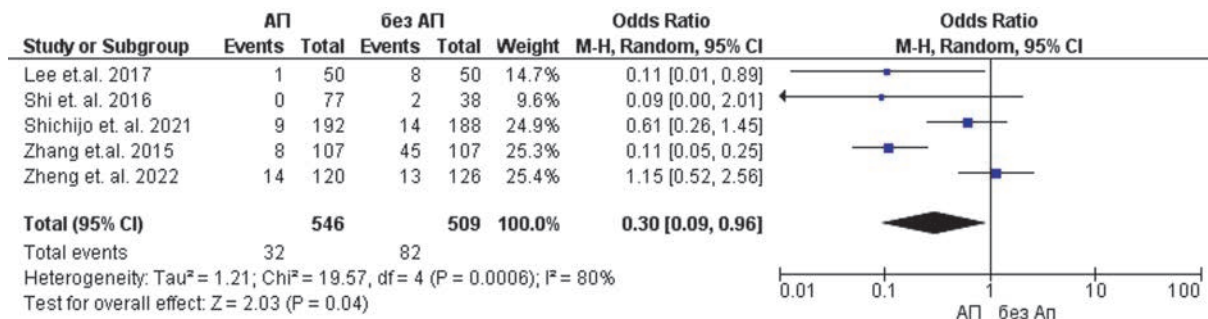 АП без АП Odds Ratio Odds Ratio
Study or Subgroup Events Total Events Total Weight M-H, Random, 95% CI M-H, Random, 95% CI
Lee et.al. 2017 1 50 8 50 14.7% 0.11 [0.01, 0.89]
Shi et. al. 2016 0 77 2 38 9.6% 0.09 [0.00, 2.01]
Shichijo et. al. 2021 9 192 14 188 24.9% 0.61 [0.26, 1.45]
Zhang et.al. 2015 8 107 45 107 25.3% 0.11 [0.05, 0.25]
Zheng et. al. 2022 14 120 13 126 25.4% 1.15 [0.52, 2.56]
Total (95% CI) 546 509 100.0% 0.30 [0.09, 0.96]
Total events 32 82
Heterogeneity: Tau² = 1.21; Chi² = 19.57, df = 4 (P = 0.0006); I² = 80%
Test for overall effect: Z = 2.03 (P = 0.04)
0.01 0.1 1 10 100
АП без Ап